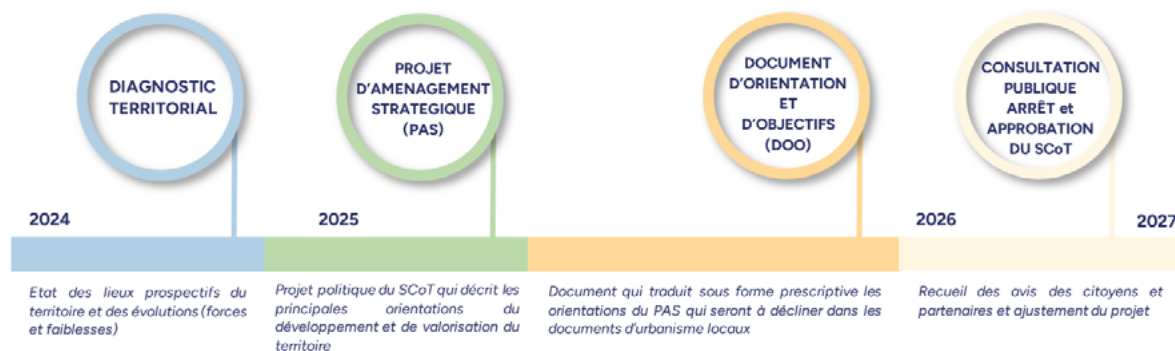 DIAGNOSTIC
TERRITORIAL
PROJET
D'AMENAGEMENT
STRATEGIQUE
(PAS)
DOCUMENT
D'ORIENTATION
ET
D'OBJECTIFS
(DOO)
CONSULTATION
PUBLIQUE
ARRÊT et
APPROBATION
DU SCoT
2024
2025
2026
2027
Etat des lieux prospectifs du
territoire et des évolutions (forces
et faiblesses)
Projet politique du SCoT qui décrit les
principales orientations du
développement et de valorisation du
territoire
Document qui traduit sous forme prescriptive les
orientations du PAS qui seront à décliner dans les
documents d'urbanisme locaux
Recueil des avis des citoyens et
partenaires et ajustement du projet